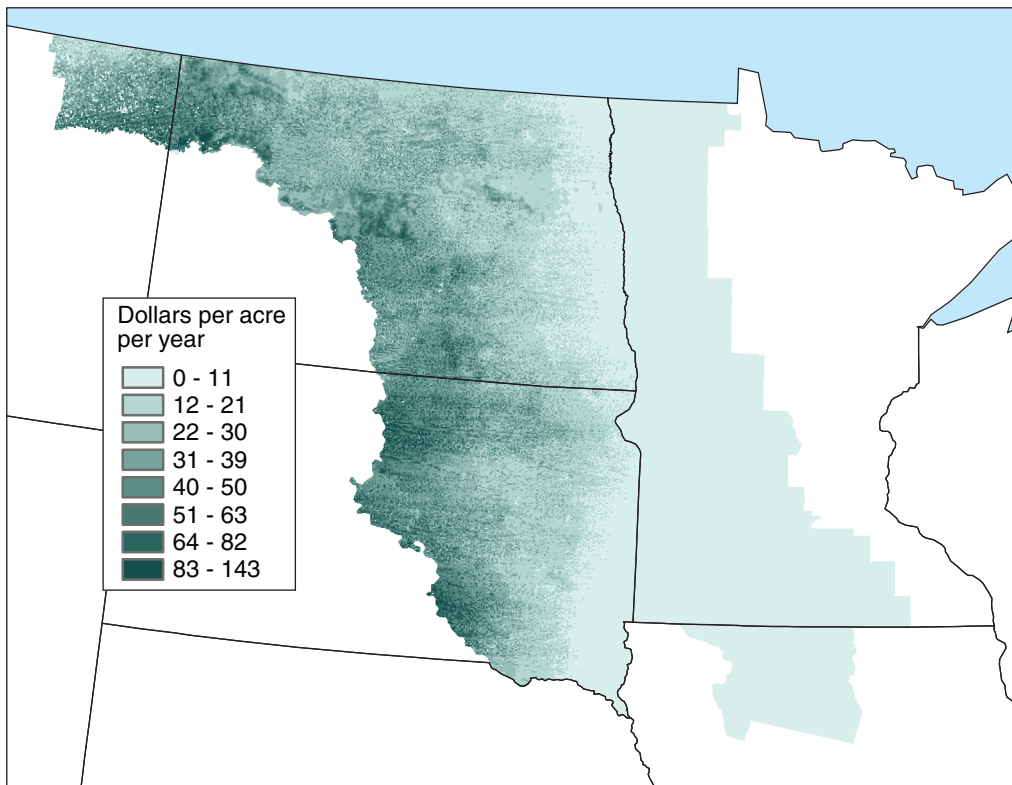 Dollars per acre
per year
0 - 11
12 - 21
22 - 30
31 - 39
40 - 50
51 - 63
64 - 82
83 - 143